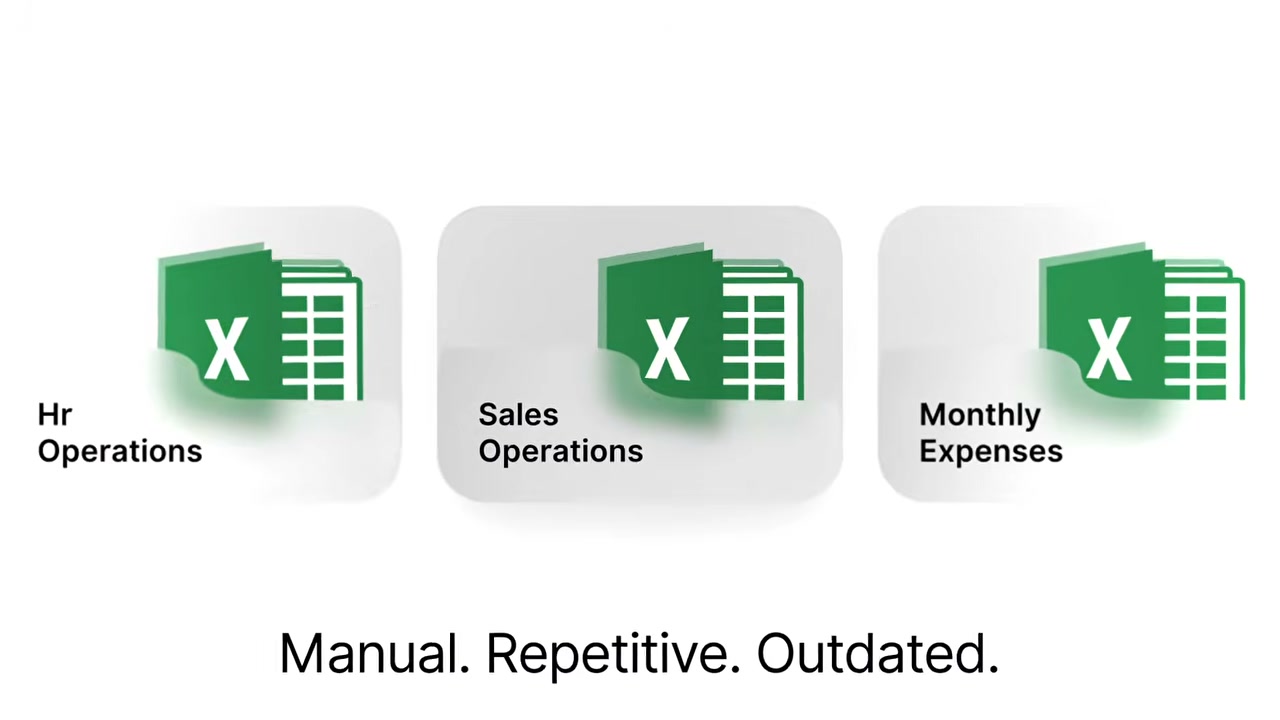 X
X
X
Hr
Operations
Sales
Operations
Monthly
Expenses
Manual. Repetitive. Outdated.